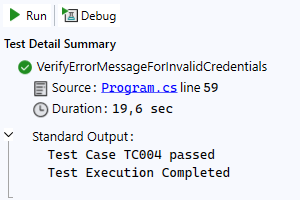 Run Debug
Test Detail Summary
VerifyErrorMessageForInvalidCredentials
Source: Program.cs line 59
Duration: 19,6 sec
Standard Output:
Test Case TC004 passed
Test Execution Completed